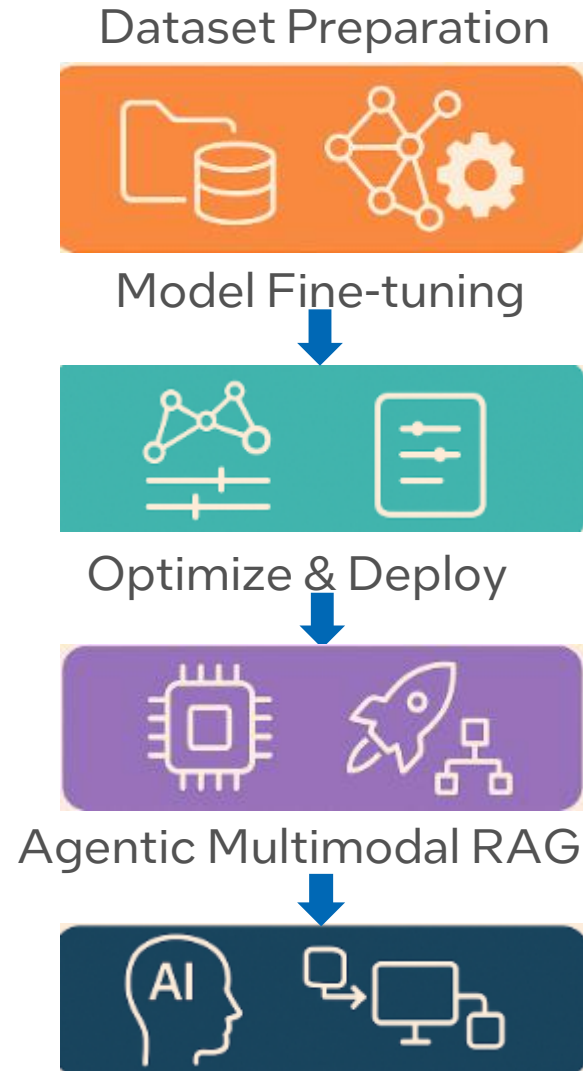 Dataset Preparation
Model Fine-tuning
Optimize & Deploy
Agentic Multimodal RAG
AI